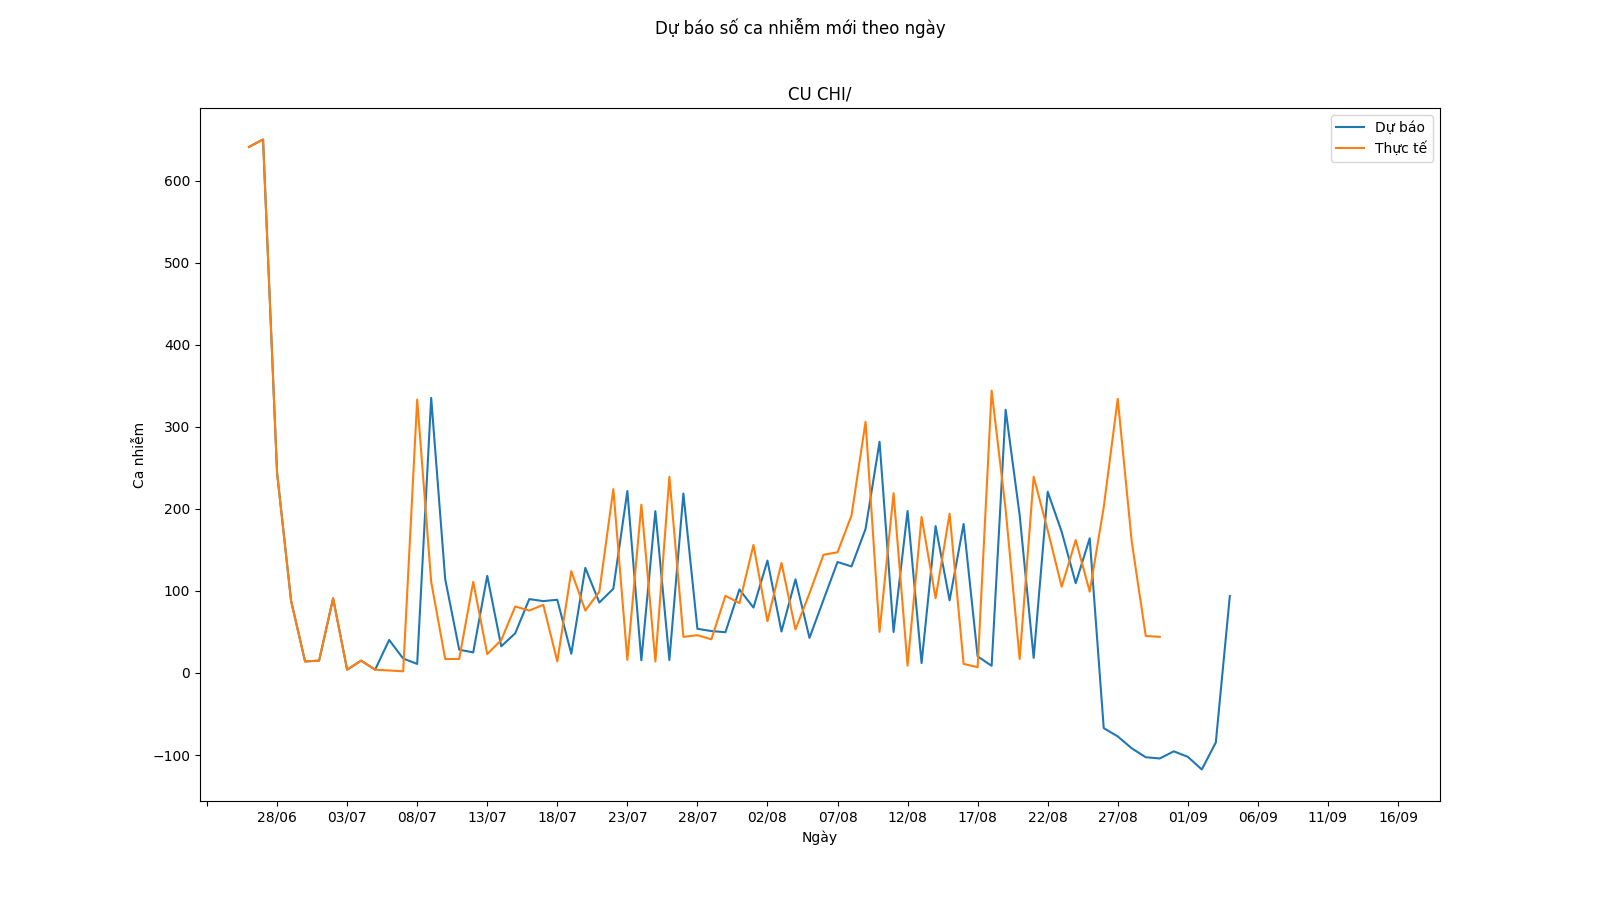 Dự báo số ca nhiễm mới theo ngày
CU CHI/
Dự báo
Thực tế
600
500
400
300
200
100
0
−100
Ca nhiễm
28/06 03/07 08/07 13/07 18/07 23/07 28/07 02/08 07/08 12/08 17/08 22/08 27/08 01/09 06/09 11/09 16/09
Ngày